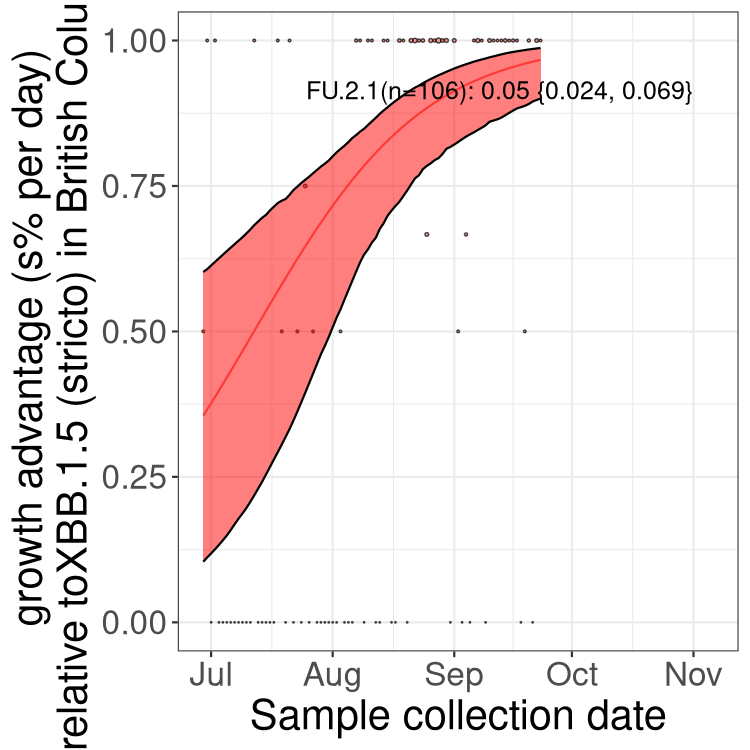 growth advantage (s% per day)
relative toXBB.1.5 (stricto) in British Colu
1.00
0.75
0.50
0.25
0.00
FU.2.1(n=106): 0.05 {0.024, 0.069}
Jul Aug Sep Oct Nov
Sample collection date